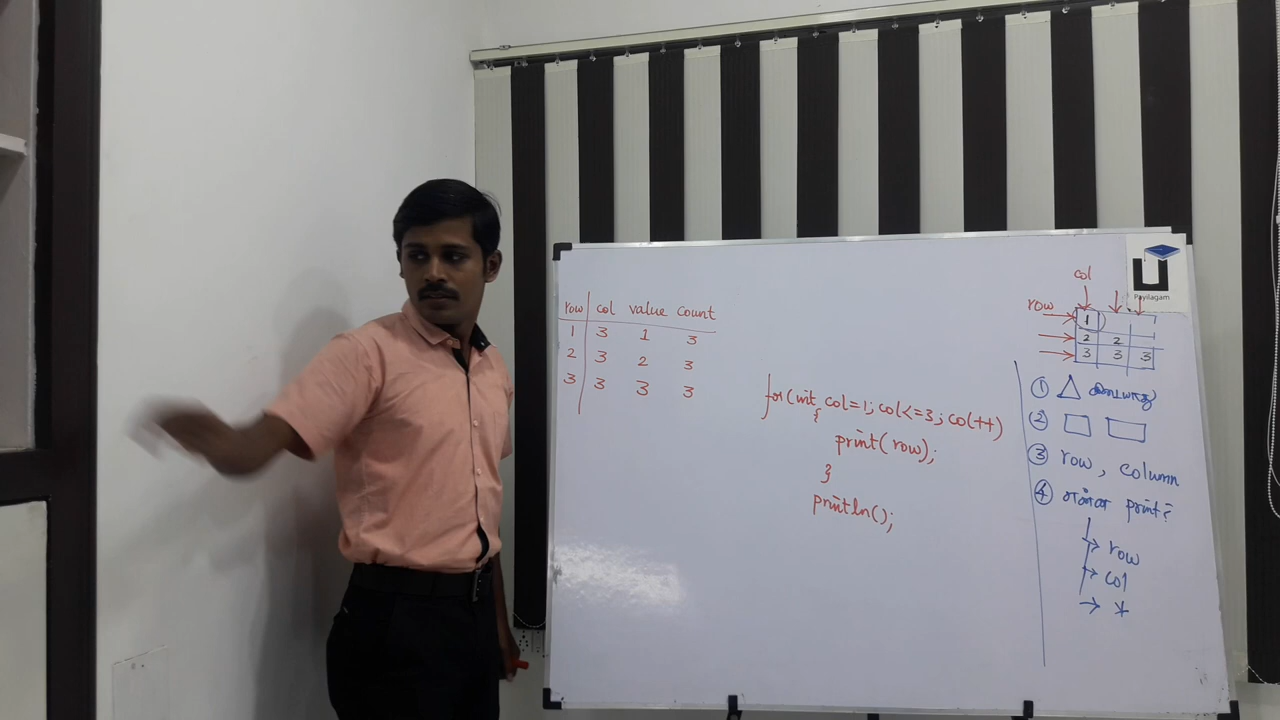 row col value count
1 3 1 3
2 3 2 3
3 3 3 3
for(int col=1; col<=3; col++)
{
print(row);
}
println();
col
Payilagam
row
1
2 2
3 3 3
①
②
③ row, column
④ என்ன print?
→ row
→ col
→ *